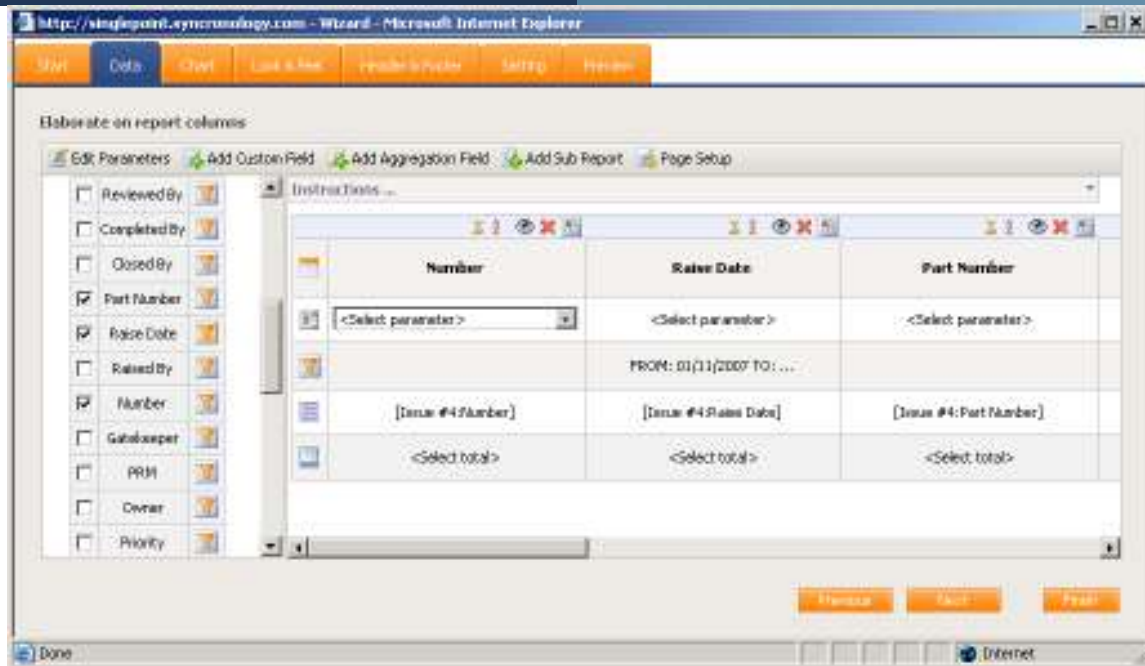 http://singlepoint.syncronology.com - Wizard - Microsoft Internet Explorer
Start Data Chart Look & Feel Header & Footer Setting Preview
Elaborate on report columns
Edit Parameters Add Custom Field Add Aggregation Field Add Sub Report Page Setup
Reviewed By
Instructions ...
Completed By
Closed By
Number Raise Date Part Number
Part Number
<Select parameter> <Select parameter> <Select parameter>
Raise Date
Raised By
FROM: 01/11/2007 TO: ...
Number
[Issue #4:Number] [Issue #4:Raise Date] [Issue #4:Part Number]
Gatekeeper
<Select total> <Select total> <Select total>
PRM
Owner
Priority
Previous Next Finish
Done Internet